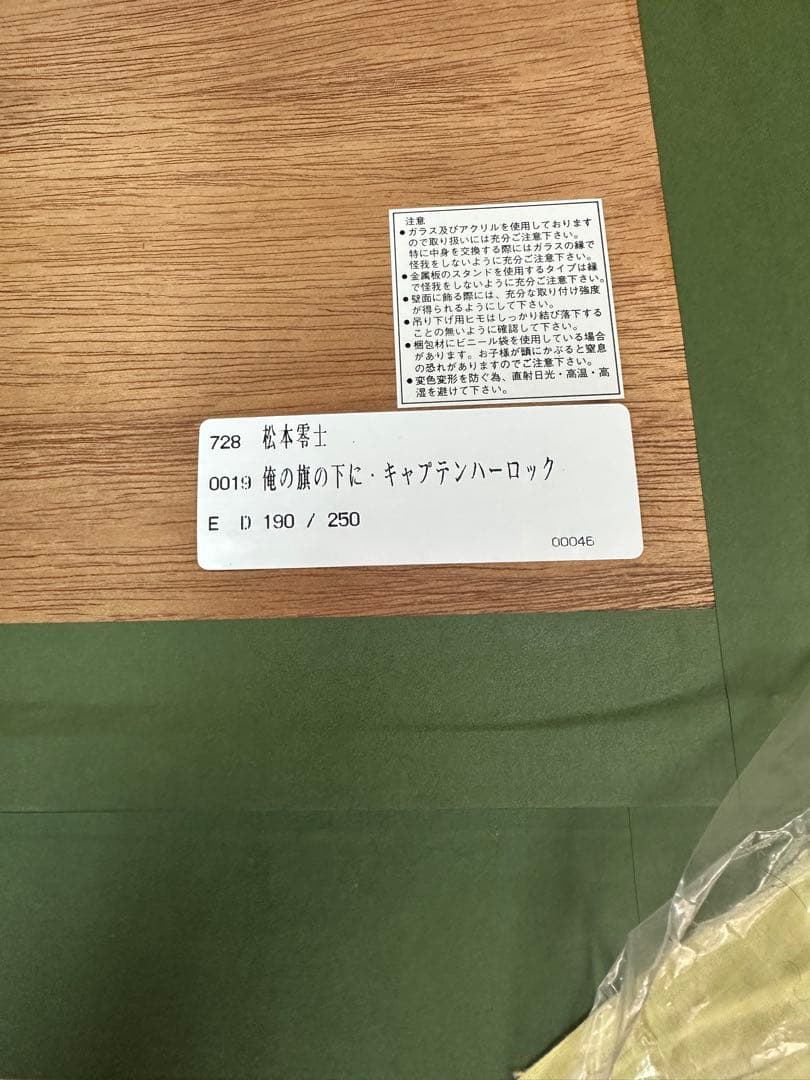 注意
●ガラス及びアクリルを使用しております
ので取り扱いには充分ご注意下さい。
特に中身を交換する際にはガラスの縁で
怪我をしないように充分ご注意下さい。
●金属板のスタンドを使用するタイプは縁
で怪我をしないように充分ご注意下さい。
●壁面に飾る際には、充分な取り付け強度
が得られるようにして下さい。
●吊り下げ用ヒモはしっかり結び落下する
ことの無いように確認して下さい。
●梱包材にビニール袋を使用している場合
があります。お子様が頭にかぶると窒息
の恐れがありますのでご注意下さい。
●変色変形を防ぐ為、直射日光・高温・高
湿を避けて下さい。
728 松本零士
0019 俺の旗の下に・キャプテンハーロック
E D 190 / 250
00046